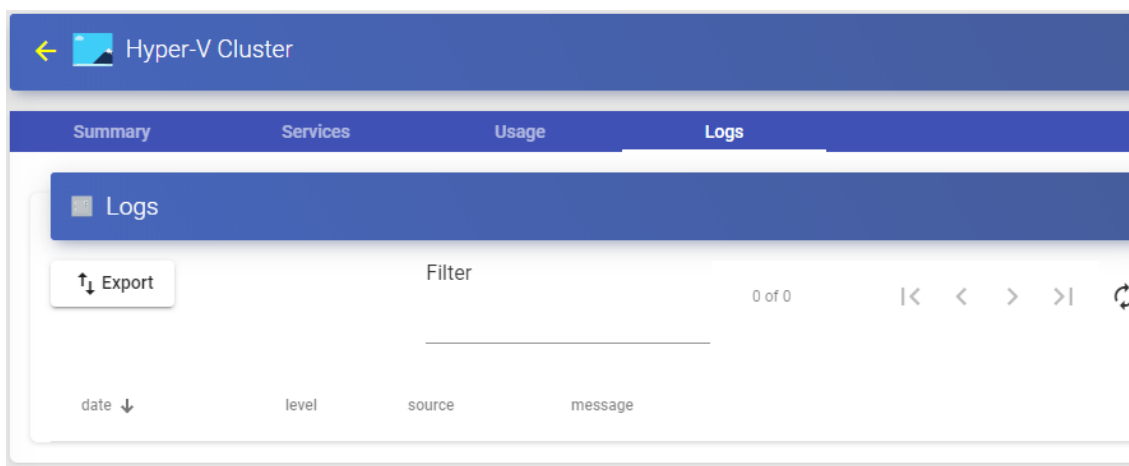 Hyper-V Cluster
Summary Services Usage Logs
Logs
Export
Filter
0 of 0
date level source message